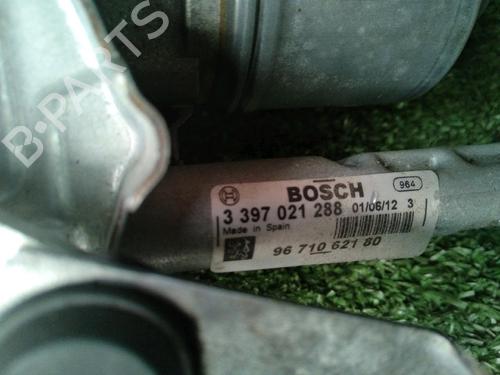 B-PARTS
BOSCH
964
3 397 021 288 01/06/12 3
Made in Spain
96 710 621 80